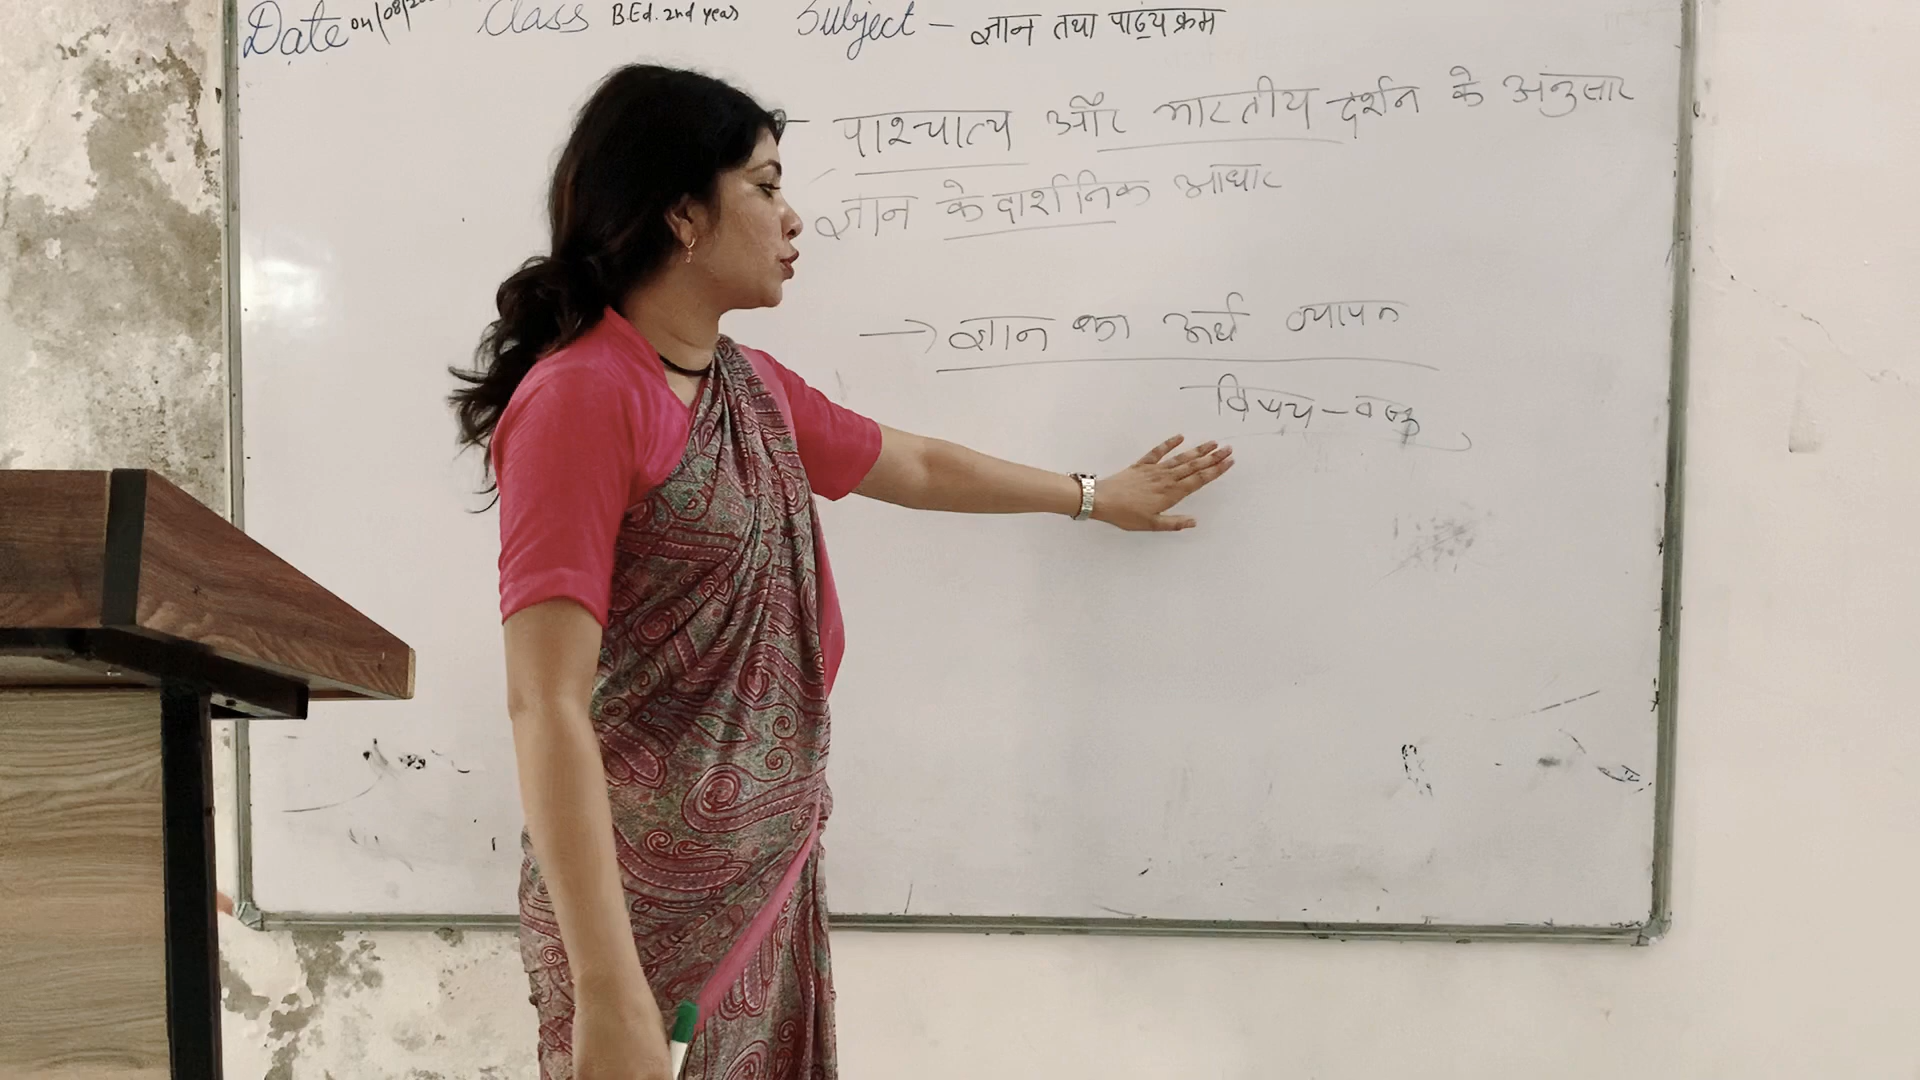 Date 04/08/20 Class B.Ed. 2nd year Subject - ज्ञान तथा पाठ्यक्रम
पाश्चात्य और भारतीय दर्शन के अनुसार
ज्ञान के दार्शनिक आधार
→ ज्ञान का अर्थ व्यापक
विषय-वस्तु